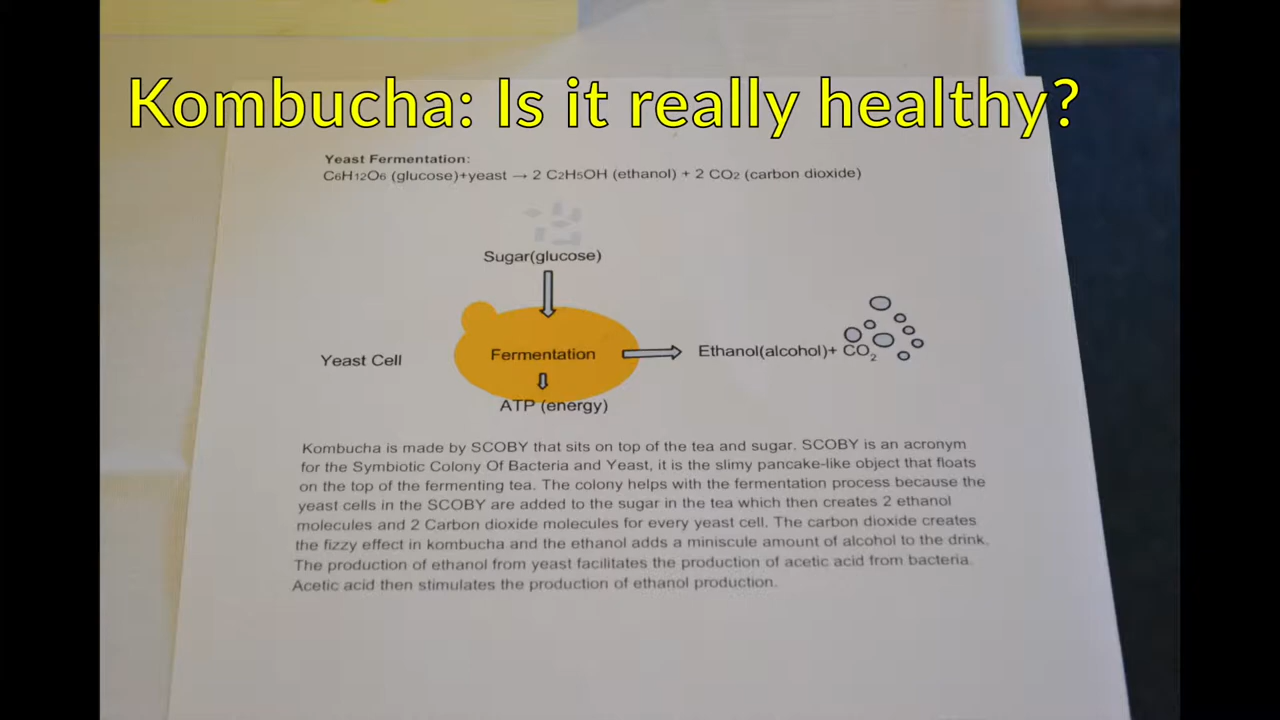 Kombucha: Is it really healthy?
Yeast Fermentation:
C6H12O6 (glucose)+yeast → 2 C2H5OH (ethanol) + 2 CO2 (carbon dioxide)
Sugar(glucose)
Yeast Cell
Fermentation
Ethanol(alcohol)+ CO2
ATP (energy)
Kombucha is made by SCOBY that sits on top of the tea and sugar. SCOBY is an acronym
for the Symbiotic Colony Of Bacteria and Yeast, it is the slimy pancake-like object that floats
on the top of the fermenting tea. The colony helps with the fermentation process because the
yeast cells in the SCOBY are added to the sugar in the tea which then creates 2 ethanol
molecules and 2 Carbon dioxide molecules for every yeast cell. The carbon dioxide creates
the fizzy effect in kombucha and the ethanol adds a miniscule amount of alcohol to the drink.
The production of ethanol from yeast facilitates the production of acetic acid from bacteria.
Acetic acid then stimulates the production of ethanol production.